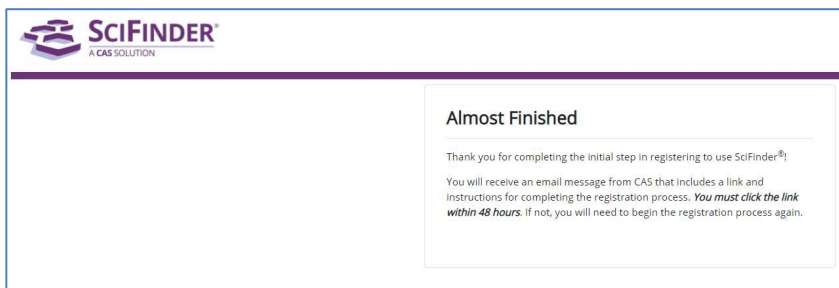 SCIFINDER®
A CAS SOLUTION
Almost Finished
Thank you for completing the initial step in registering to use SciFinder®!
You will receive an email message from CAS that includes a link and
instructions for completing the registration process. You must click the link
within 48 hours. If not, you will need to begin the registration process again.